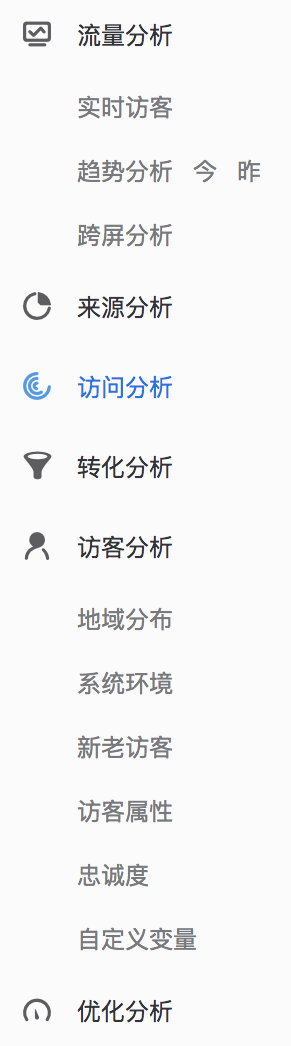 流量分析
实时访客
趋势分析 今 昨
跨屏分析
来源分析
访问分析
转化分析
访客分析
地域分布
系统环境
新老访客
访客属性
忠诚度
自定义变量
优化分析